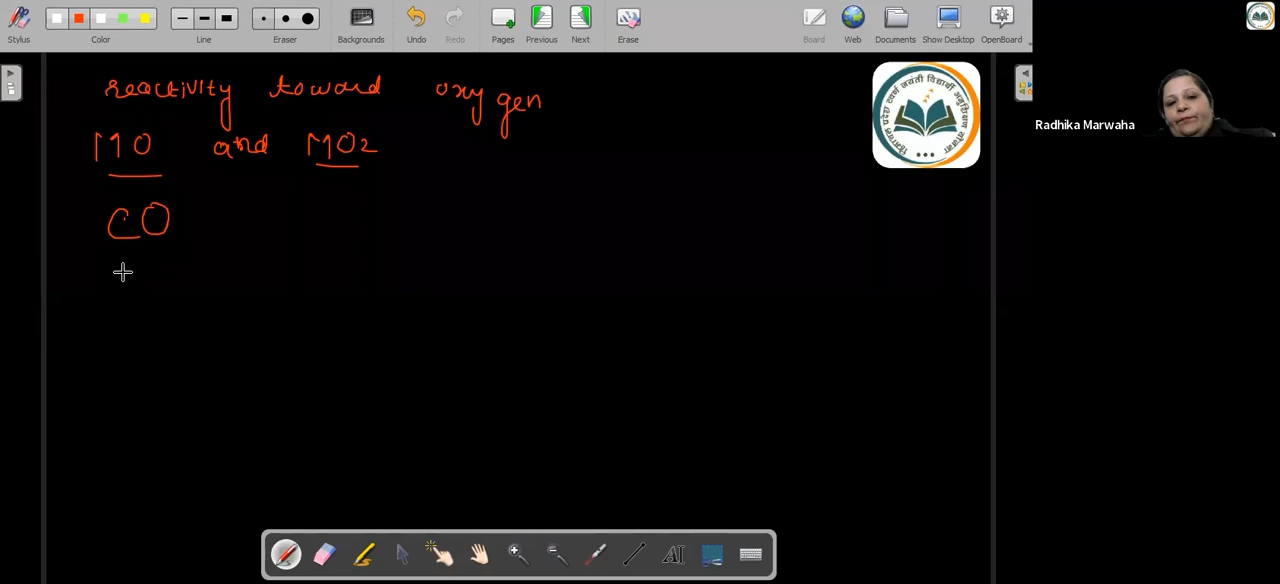 Stylus Color Line Eraser Backgrounds Undo Redo Pages Previous Next Erase Board Web Documents Show Desktop OpenBoard
reactivity toward oxygen
MO and MO2
CO
Radhika Marwaha
AI